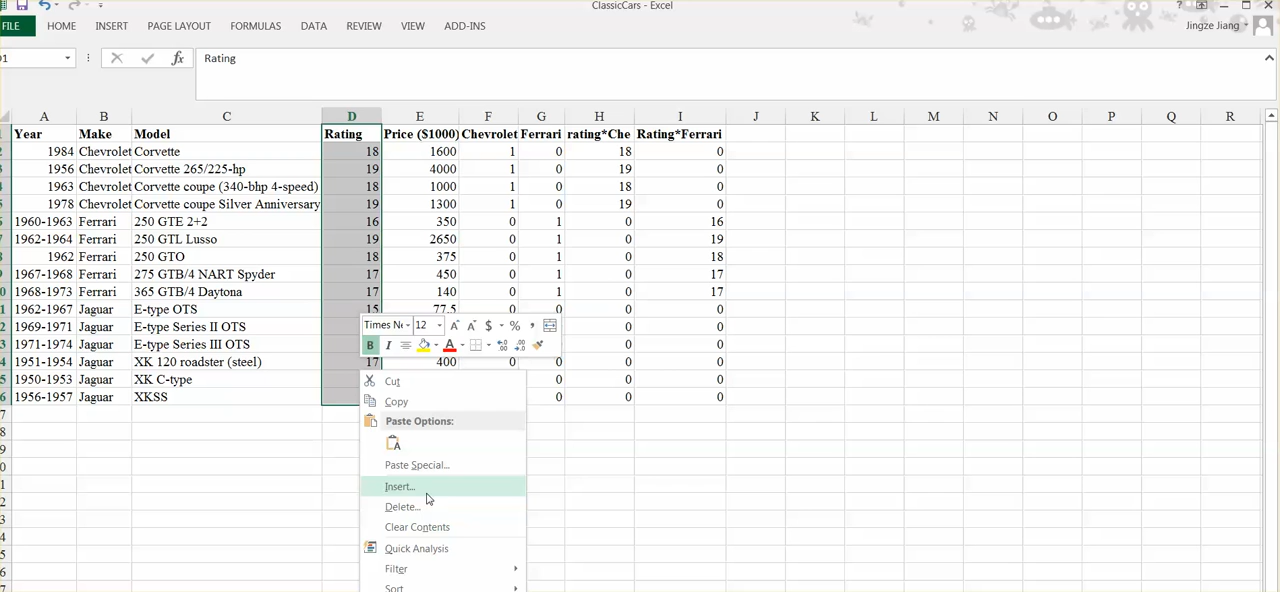 ClassicCars - Excel
?
FILE HOME INSERT PAGE LAYOUT FORMULAS DATA REVIEW VIEW ADD-INS Jingze Jiang
fx Rating
A B C D E F G H I J K L M N O P Q R
Year Make Model Rating Price ($1000) Chevrolet Ferrari rating*Che Rating*Ferrari
1984 Chevrolet Corvette 18 1600 1 0 18 0
1956 Chevrolet Corvette 265/225-hp 19 4000 1 0 19 0
1963 Chevrolet Corvette coupe (340-bhp 4-speed) 18 1000 1 0 18 0
1978 Chevrolet Corvette coupe Silver Anniversary 19 1300 1 0 19 0
1960-1963 Ferrari 250 GTE 2+2 16 350 0 1 0 16
1962-1964 Ferrari 250 GTL Lusso 19 2650 0 1 0 19
1962 Ferrari 250 GTO 18 375 0 1 0 18
1967-1968 Ferrari 275 GTB/4 NART Spyder 17 450 0 1 0 17
1968-1973 Ferrari 365 GTB/4 Daytona 17 140 0 1 0 17
1962-1967 Jaguar E-type OTS 15 77.5 0 0 0 0
1969-1971 Jaguar E-type Series II OTS 0 0
1971-1974 Jaguar E-type Series III OTS 0 0
1951-1954 Jaguar XK 120 roadster (steel) 17 400 0 0 0 0
1950-1953 Jaguar XK C-type 0 0 0
1956-1957 Jaguar XKSS 0 0 0
Times Ne 12 A A $ % ,
B I A
Cut
Copy
Paste Options:
A
Paste Special...
Insert...
Delete...
Clear Contents
Quick Analysis
Filter
Sort